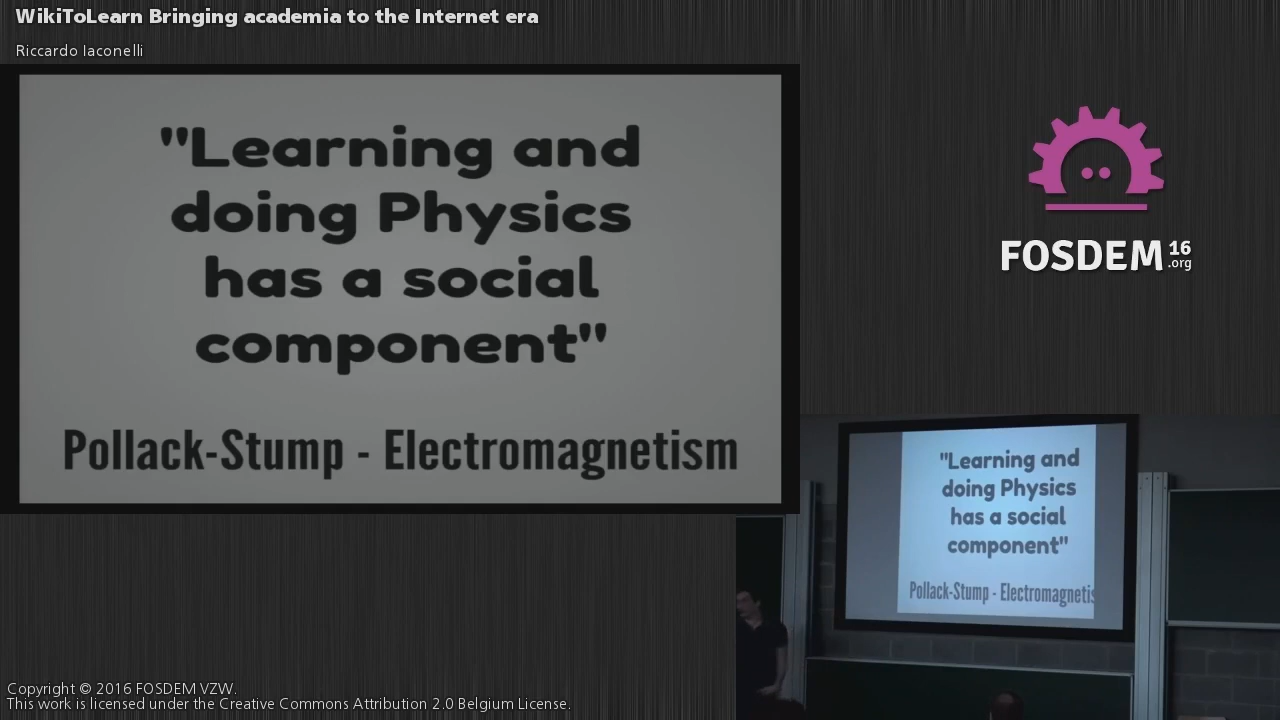 WikiToLearn Bringing academia to the Internet era
Riccardo Iaconelli
"Learning and
doing Physics
has a social
component"
Pollack-Stump - Electromagnetism
FOSDEM 16
.org
"Learning and
doing Physics
has a social
component"
Pollack-Stump - Electromagnetis
Copyright © 2016 FOSDEM VZW.
This work is licensed under the Creative Commons Attribution 2.0 Belgium License.